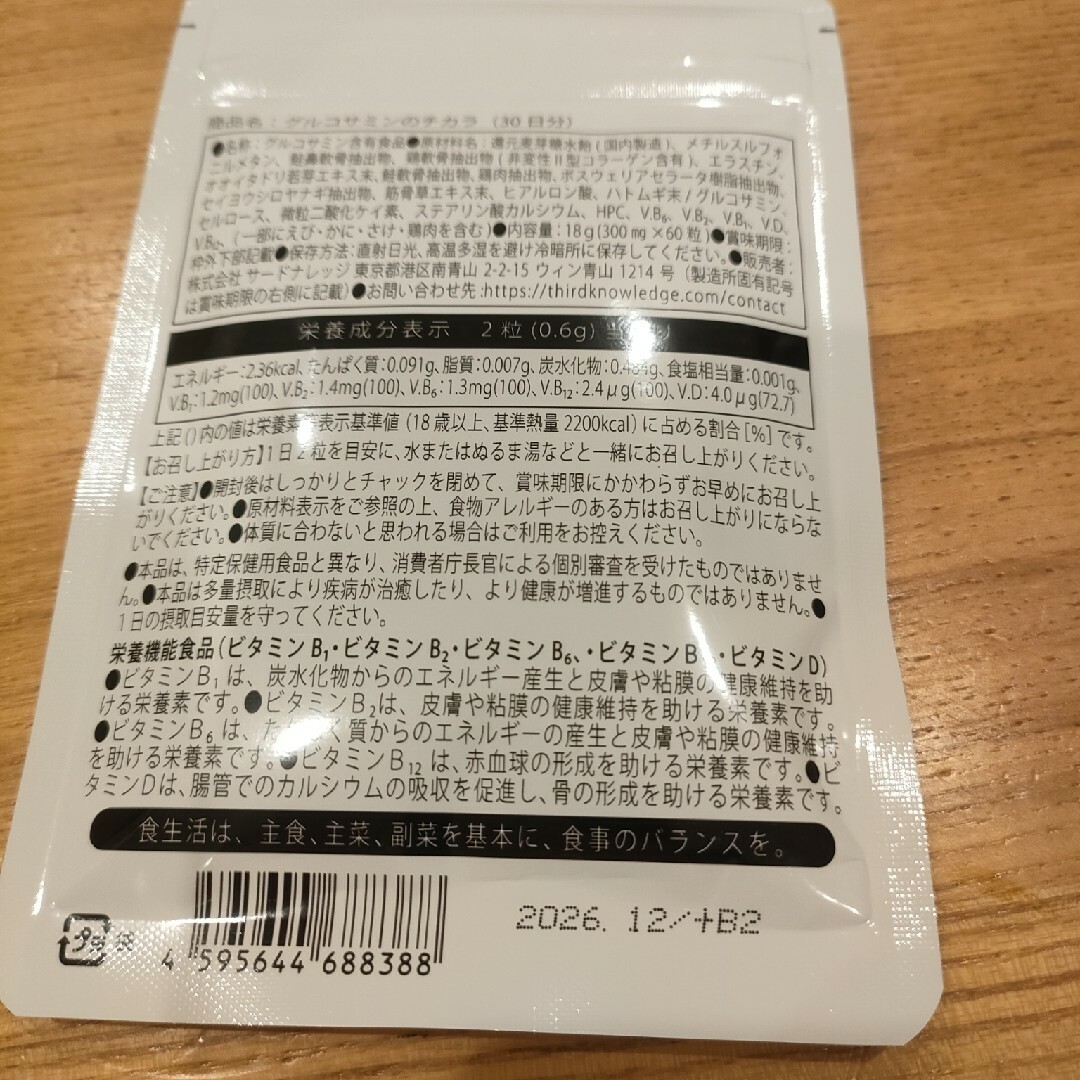 商品名：グルコサミンのチカラ（30日分）
●名称：グルコサミン含有食品●原材料名：還元麦芽糖水飴（国内製造）、メチルスルフォ
ニルメタン、鮭鼻軟骨抽出物、鶏軟骨抽出物（非変性Ⅱ型コラーゲン含有）、エラスチン、
オオイタドリ若芽エキス末、鮭軟骨抽出物、鶏肉抽出物、ボスウェリアセラータ樹脂抽出物、
セイヨウシロヤナギ抽出物、筋骨草エキス末、ヒアルロン酸、ハトムギ末/グルコサミン、
セルロース、微粒二酸化ケイ素、ステアリン酸カルシウム、HPC、V.B₆、V.B₂、V.B₁、V.D、
V.B₁₂、（一部にえび・かに・さけ・鶏肉を含む）●内容量：18g（300mg×60粒）●賞味期限：
枠外下部記載●保存方法：直射日光、高温多湿を避け冷暗所に保存してください。●販売者：
株式会社 サードナレッジ 東京都港区南青山 2-2-15 ウィン青山 1214号（製造所固有記号
は賞味期限の右側に記載）●お問い合わせ先:https://thirdknowledge.com/contact
栄養成分表示 2粒(0.6g)
エネルギー：2.36kcal、たんぱく質：0.091g、脂質：0.007g、炭水化物：0.484g、食塩相当量：0.001g、
V.B₁：1.2mg(100)、V.B₂：1.4mg(100)、V.B₆：1.3mg(100)、V.B₁₂：2.4μg(100)、V.D：4.0μg(72.7)
上記()内の値は栄養素等表示基準値（18歳以上、基準熱量2200kcal）に占める割合[%]です。
【お召し上がり方】1日2粒を目安に、水またはぬるま湯などと一緒にお召し上がりください。
【ご注意】●開封後はしっかりとチャックを閉めて、賞味期限にかかわらずお早めにお召し上
がりください。●原材料表示をご参照の上、食物アレルギーのある方はお召し上がりにならな
いでください。●体質に合わないと思われる場合はご利用をお控えください。
●本品は、特定保健用食品と異なり、消費者庁長官による個別審査を受けたものではありませ
ん。●本品は多量摂取により疾病が治癒したり、より健康が増進するものではありません。●
1日の摂取目安量を守ってください。
栄養機能食品（ビタミンB₁・ビタミンB₂・ビタミンB₆、・ビタミンB・ビタミンD）
●ビタミンB₁は、炭水化物からのエネルギー産生と皮膚や粘膜の健康維持を助
ける栄養素です。●ビタミンB₂は、皮膚や粘膜の健康維持を助ける栄養素です。
●ビタミンB₆は、たんぱく質からのエネルギーの産生と皮膚や粘膜の健康維持
を助ける栄養素です。●ビタミンB₁₂は、赤血球の形成を助ける栄養素です。●ビ
タミンDは、腸管でのカルシウムの吸収を促進し、骨の形成を助ける栄養素です。
食生活は、主食、主菜、副菜を基本に、食事のバランスを。
2026.12/+B2
プラ 袋
4 595644 688388